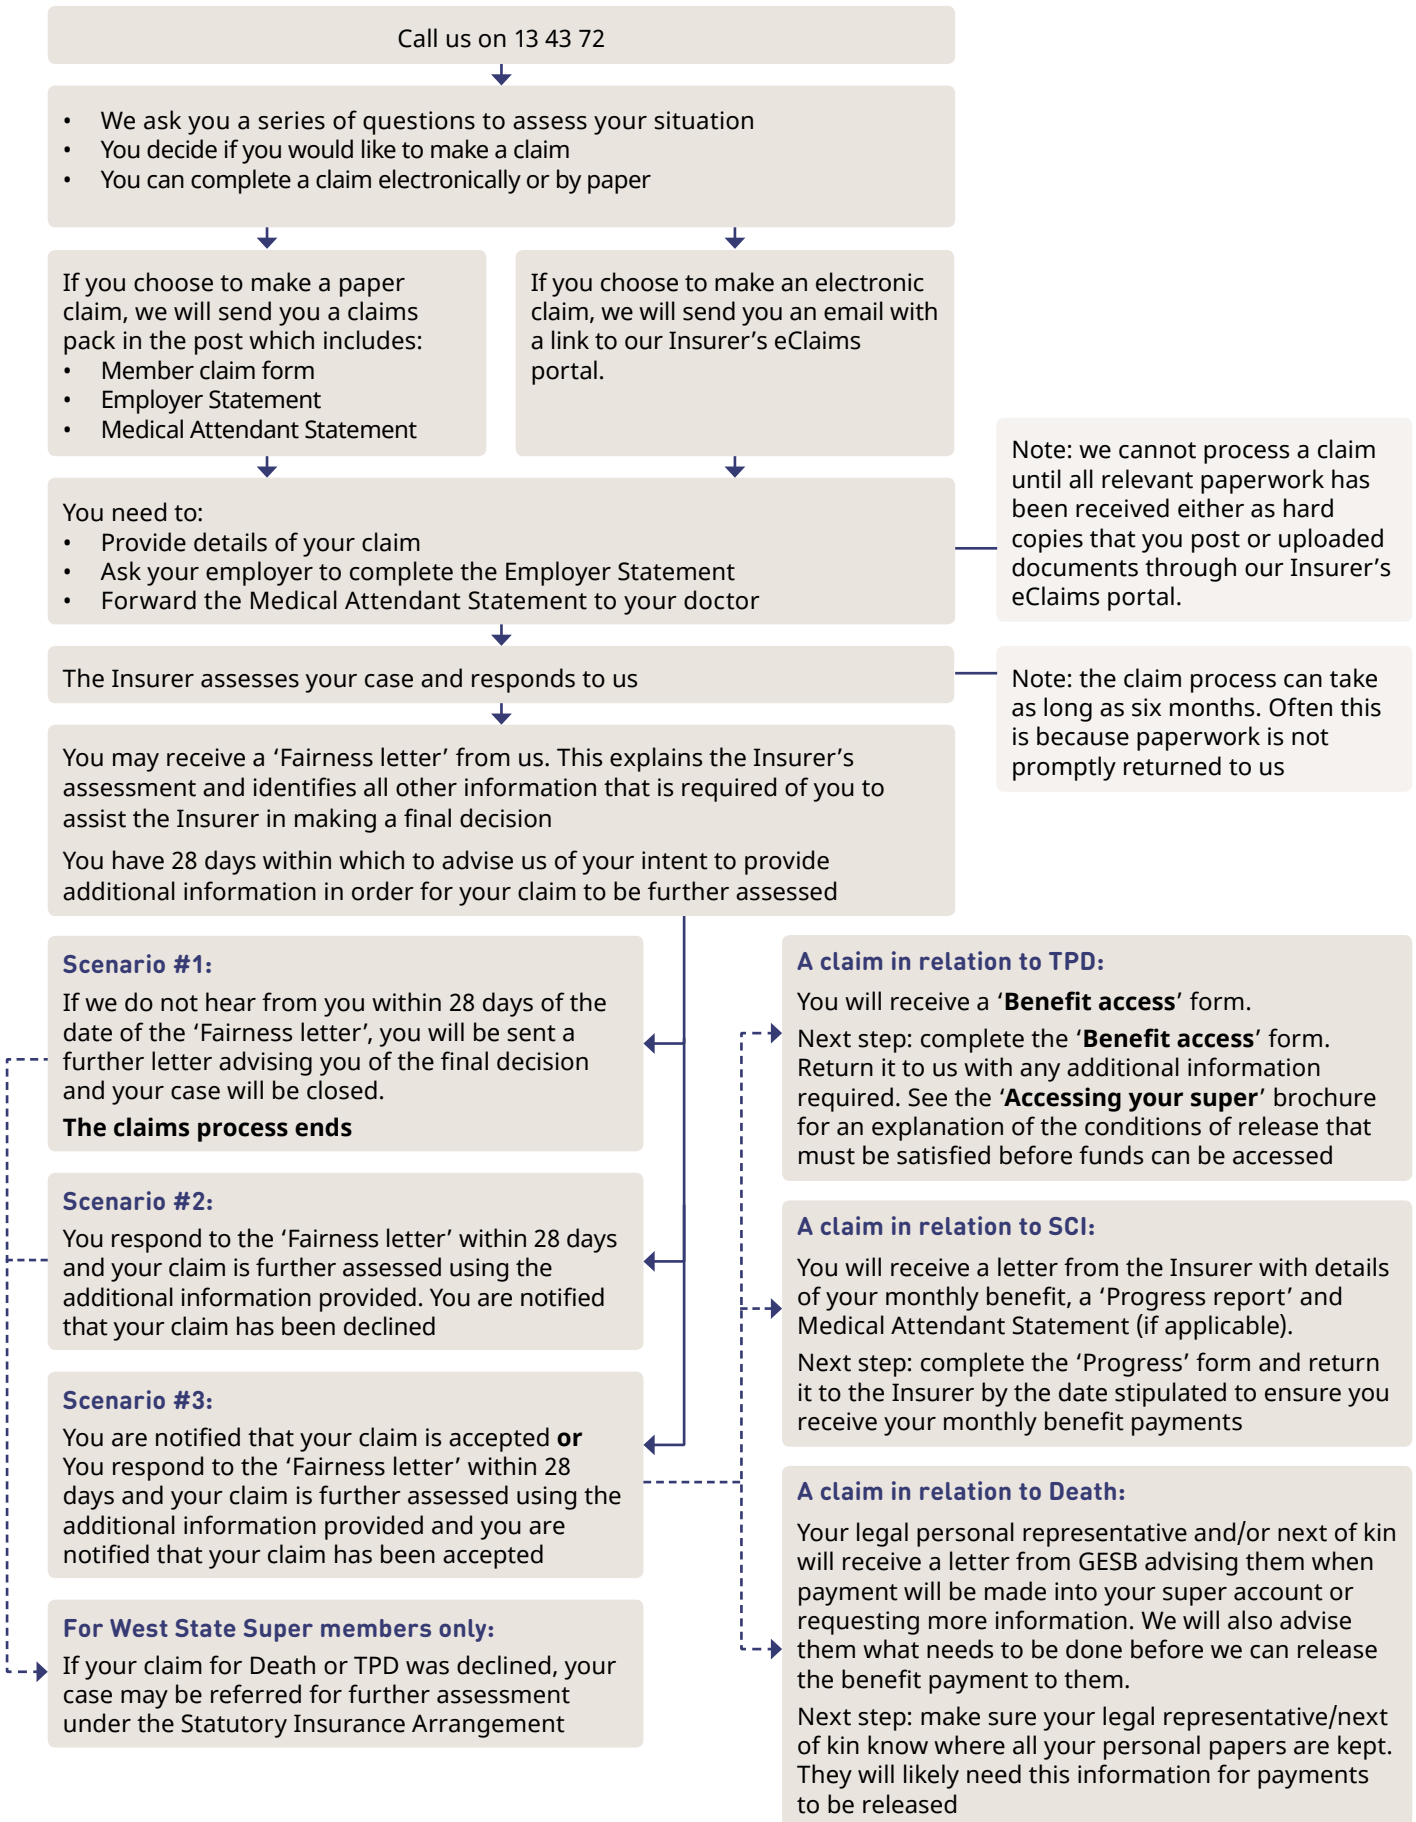 Call us on 13 43 72
• We ask you a series of questions to assess your situation
• You decide if you would like to make a claim
• You can complete a claim electronically or by paper
If you choose to make a paper
claim, we will send you a claims
pack in the post which includes:
• Member claim form
• Employer Statement
• Medical Attendant Statement
If you choose to make an electronic
claim, we will send you an email with
a link to our Insurer’s eClaims
portal.
You need to:
• Provide details of your claim
• Ask your employer to complete the Employer Statement
• Forward the Medical Attendant Statement to your doctor
Note: we cannot process a claim
until all relevant paperwork has
been received either as hard
copies that you post or uploaded
documents through our Insurer’s
eClaims portal.
The Insurer assesses your case and responds to us
Note: the claim process can take
as long as six months. Often this
is because paperwork is not
promptly returned to us
You may receive a ‘Fairness letter’ from us. This explains the Insurer’s
assessment and identifies all other information that is required of you to
assist the Insurer in making a final decision
You have 28 days within which to advise us of your intent to provide
additional information in order for your claim to be further assessed
Scenario #1:
If we do not hear from you within 28 days of the
date of the ‘Fairness letter’, you will be sent a
further letter advising you of the final decision
and your case will be closed.
The claims process ends
Scenario #2:
You respond to the ‘Fairness letter’ within 28 days
and your claim is further assessed using the
additional information provided. You are notified
that your claim has been declined
Scenario #3:
You are notified that your claim is accepted or
You respond to the ‘Fairness letter’ within 28
days and your claim is further assessed using the
additional information provided and you are
notified that your claim has been accepted
For West State Super members only:
If your claim for Death or TPD was declined, your
case may be referred for further assessment
under the Statutory Insurance Arrangement
A claim in relation to TPD:
You will receive a ‘Benefit access’ form.
Next step: complete the ‘Benefit access’ form.
Return it to us with any additional information
required. See the ‘Accessing your super’ brochure
for an explanation of the conditions of release that
must be satisfied before funds can be accessed
A claim in relation to SCI:
You will receive a letter from the Insurer with details
of your monthly benefit, a ‘Progress report’ and
Medical Attendant Statement (if applicable).
Next step: complete the ‘Progress’ form and return
it to the Insurer by the date stipulated to ensure you
receive your monthly benefit payments
A claim in relation to Death:
Your legal personal representative and/or next of kin
will receive a letter from GESB advising them when
payment will be made into your super account or
requesting more information. We will also advise
them what needs to be done before we can release
the benefit payment to them.
Next step: make sure your legal representative/next
of kin know where all your personal papers are kept.
They will likely need this information for payments
to be released